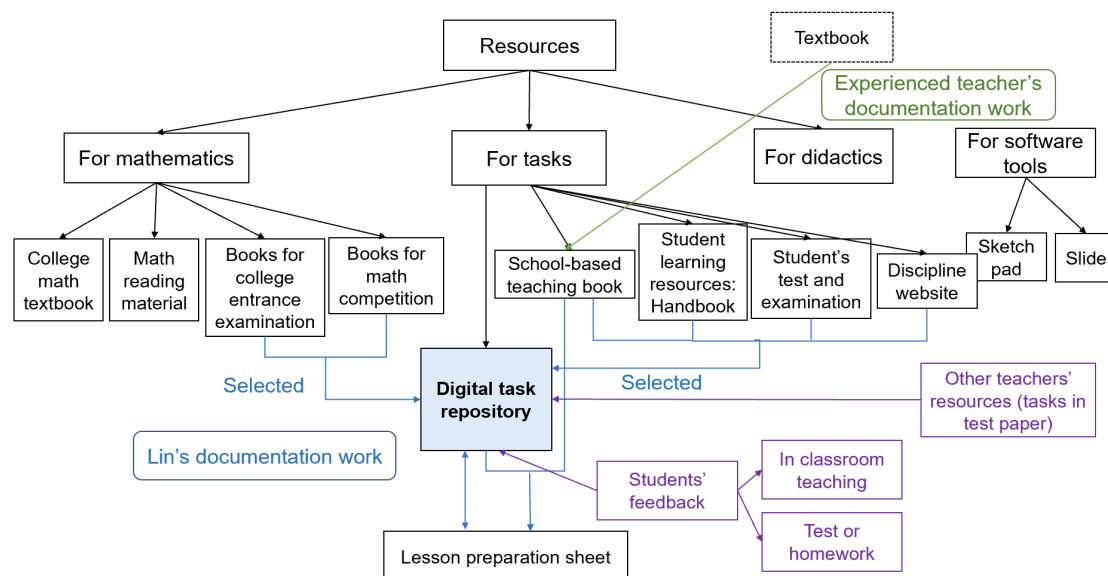 Resources
Textbook
Experienced teacher's
documentation work
For mathematics
For tasks
For didactics
For software
tools
College
math
textbook
Math
reading
material
Books for
college
entrance
examination
Books for
math
competition
School-based
teaching book
Student
learning
resources:
Handbook
Student's
test and
examination
Discipline
website
Sketch
pad
Slide
Selected
Digital task
repository
Selected
Other teachers'
resources (tasks in
test paper)
Lin's documentation work
Students'
feedback
In classroom
teaching
Test or
homework
Lesson preparation sheet